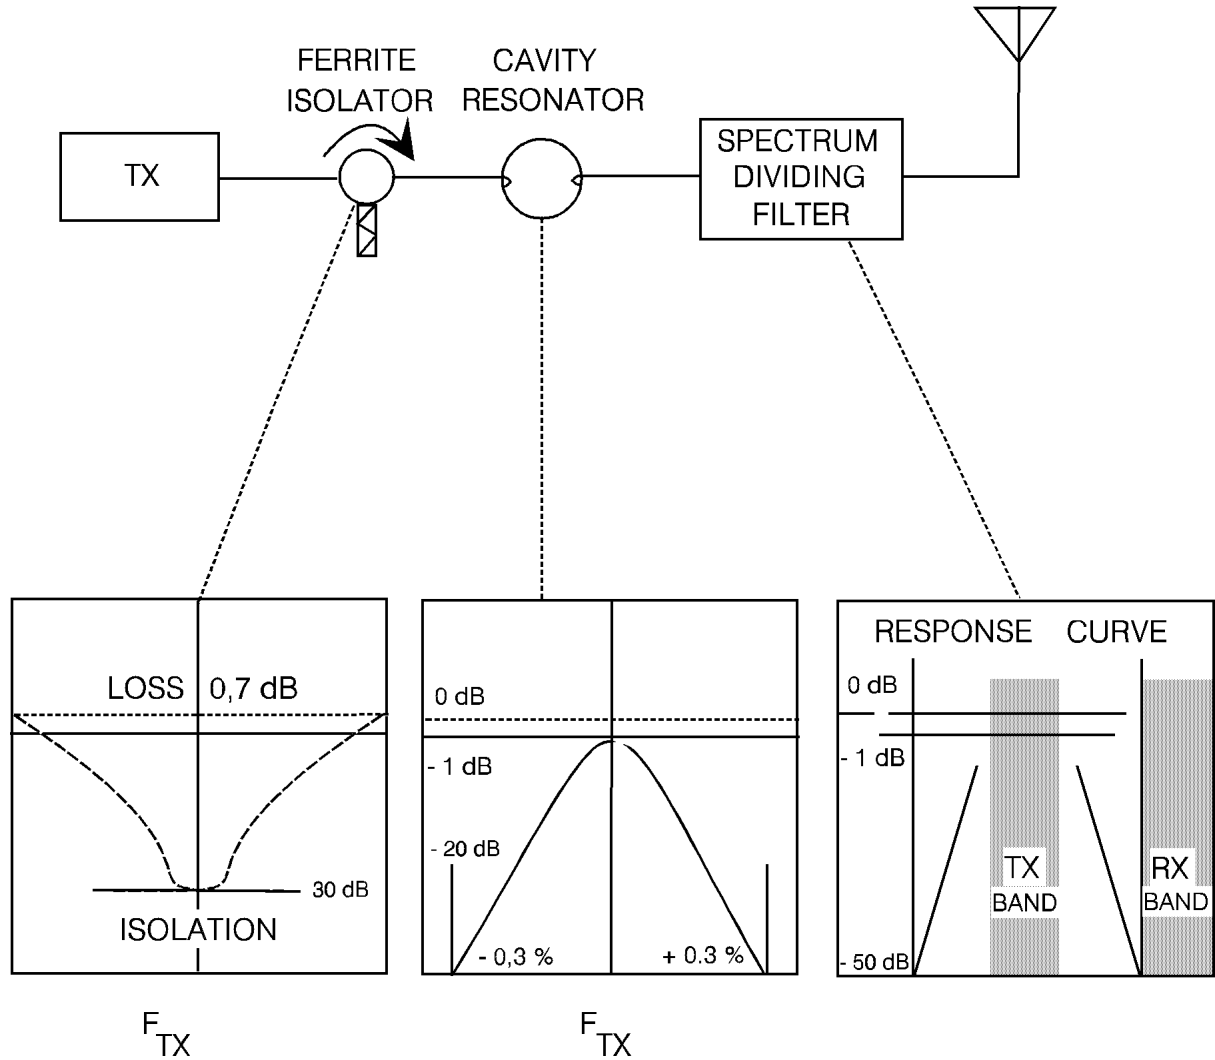 FERRITE
ISOLATOR
CAVITY
RESONATOR
TX
SPECTRUM
DIVIDING
FILTER
LOSS 0,7 dB
30 dB
ISOLATION
F TX
0 dB
- 1 dB
- 20 dB
- 0,3 % + 0.3 %
F TX
RESPONSE CURVE
0 dB
- 1 dB
TX
BAND
RX
BAND
- 50 dB